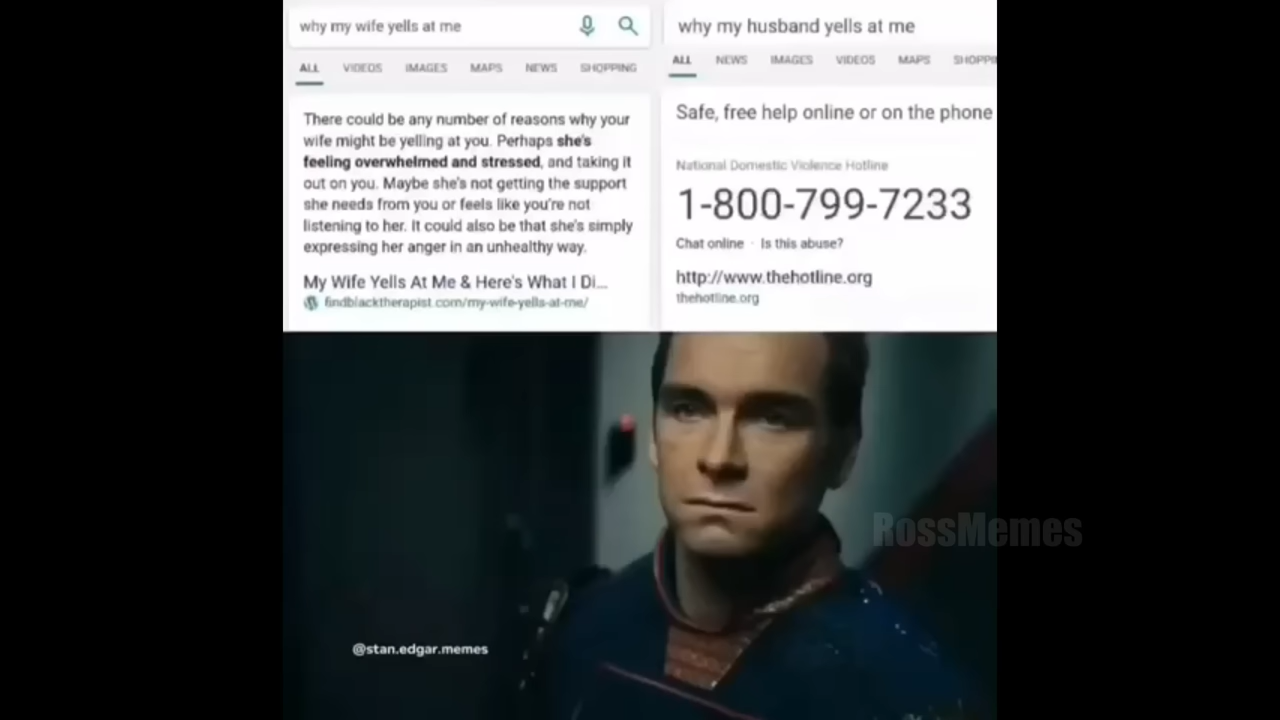 why my wife yells at me
ALL VIDEOS IMAGES MAPS NEWS SHOPPING
There could be any number of reasons why your
wife might be yelling at you. Perhaps she's
feeling overwhelmed and stressed, and taking it
out on you. Maybe she's not getting the support
she needs from you or feels like you're not
listening to her. It could also be that she's simply
expressing her anger in an unhealthy way.
My Wife Yells At Me & Here's What I Di...
findblacktherapist.com/my-wife-yells-at-me/
why my husband yells at me
ALL NEWS IMAGES VIDEOS MAPS SHOPPI
Safe, free help online or on the phone
National Domestic Violence Hotline
1-800-799-7233
Chat online · Is this abuse?
http://www.thehotline.org
thehotline.org
RossMemes
@stan.edgar.memes